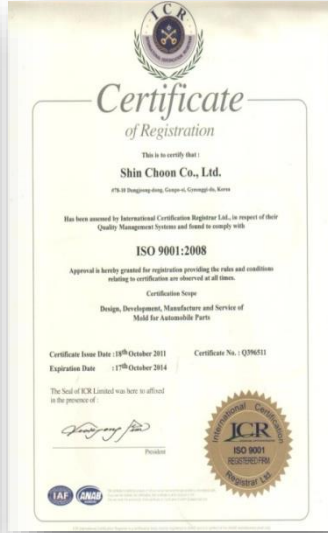 ICR
Certificate
of Registration
This is to certify that :
Shin Choon Co., Ltd.
Has been assessed by International Certification Registrar Ltd., in respect of their
Quality Management Systems and found to comply with
ISO 9001:2008
Approval is hereby granted for registration providing the rules and conditions
relating to certification are observed at all times.
Certification Scope
Design, Development, Manufacture and Service of
Mold for Automobile Parts
Certificate Issue Date : 18th October 2011 Certificate No. : Q396511
Expiration Date : 17th October 2014
The Seal of ICR Limited was here to affixed
in the presence of :
President
International Certification
ICR
ISO 9001
REGISTERED FIRM
Registrar Ltd.
IAF
ANAB